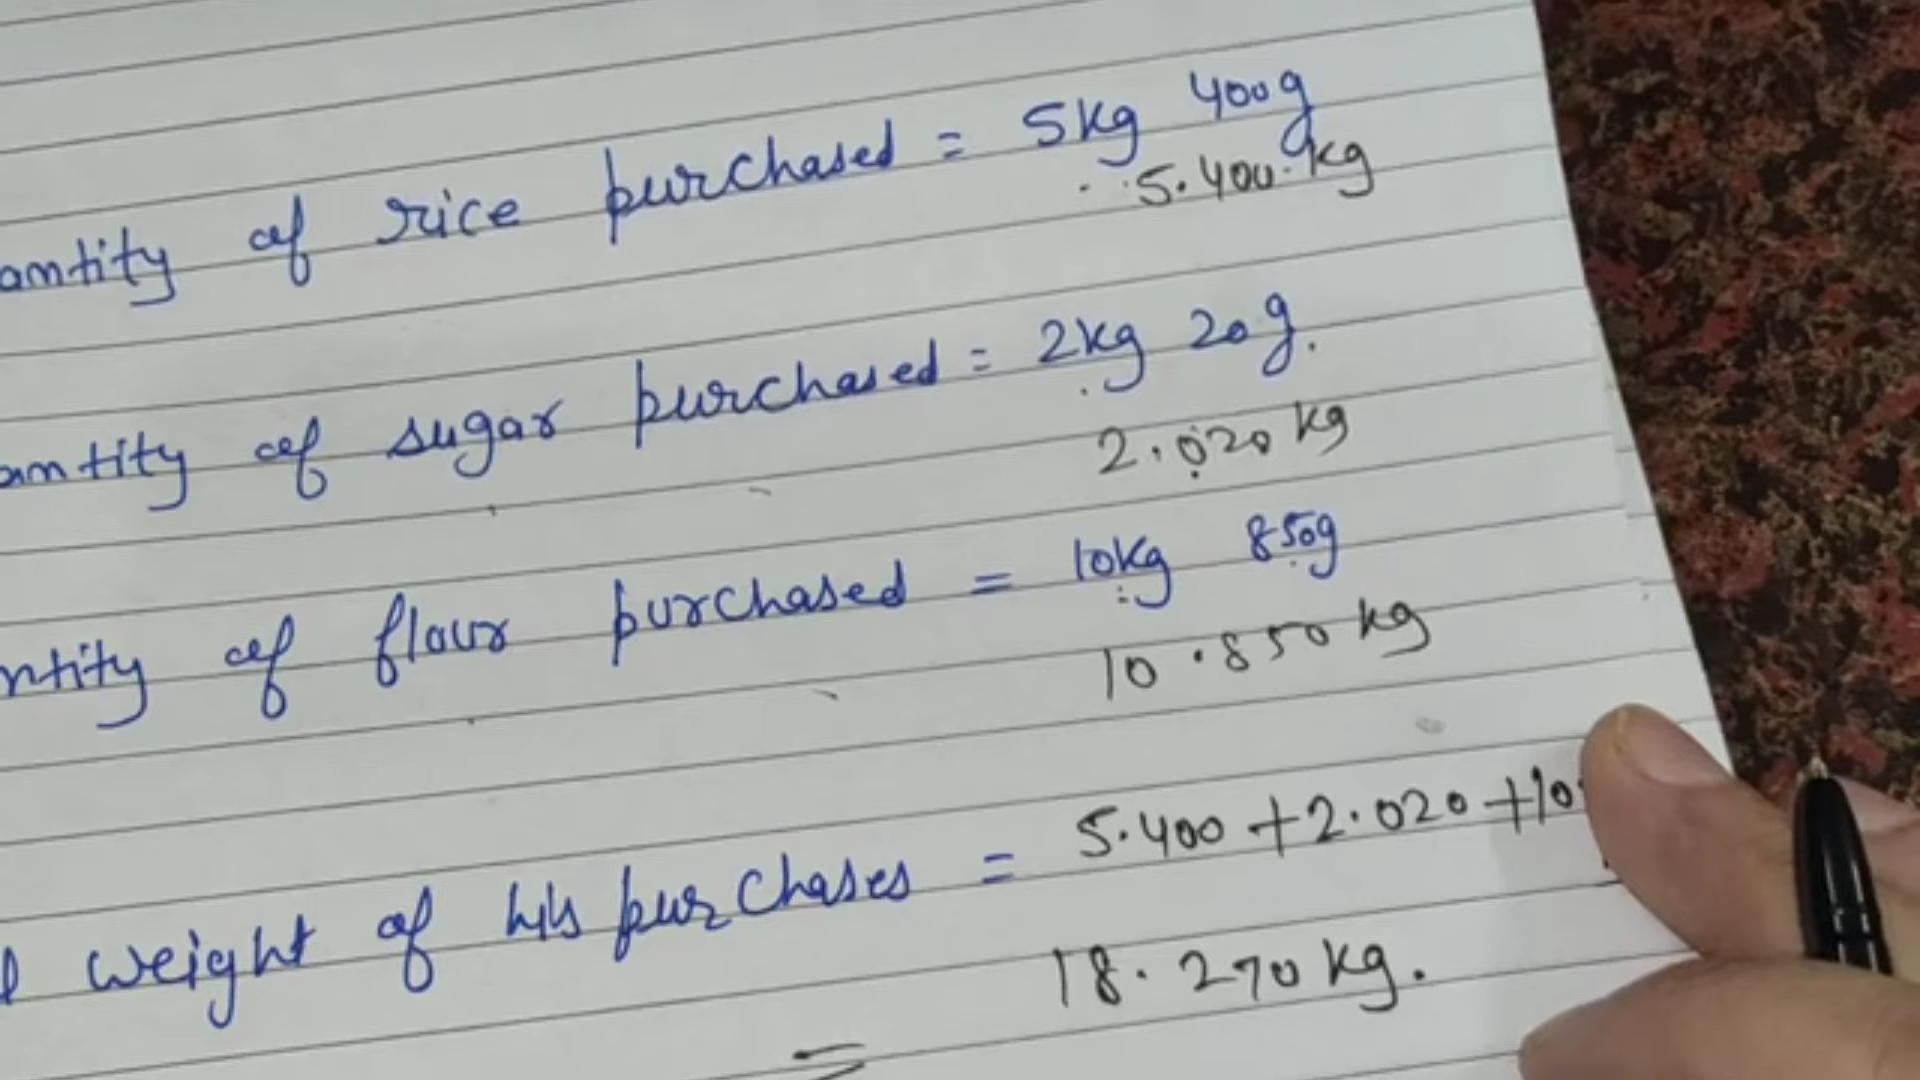 antity of rice purchased = 5kg 400g
5.400 kg
antity of sugar purchased = 2kg 20g.
2.020 kg
ntity of flour purchased = 10kg 850g
10.850 kg
l weight of his purchases = 5.400 + 2.020 + 10
18.270 kg.
=